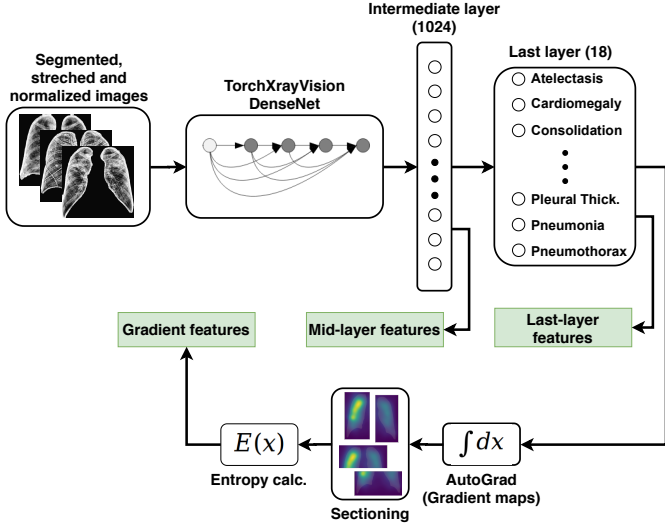 Segmented,
streched and
normalized images
TorchXrayVision
DenseNet
Intermediate layer
(1024)
Last layer (18)
Atelectasis
Cardiomegaly
Consolidation
Pleural Thick.
Pneumonia
Pneumothorax
Gradient features
Mid-layer features
Last-layer
features
E(x)
Entropy calc.
Sectioning
∫dx
AutoGrad
(Gradient maps)